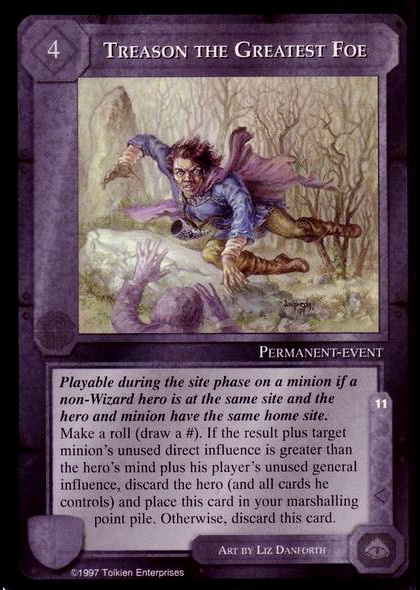 4
TREASON THE GREATEST FOE
PERMANENT-EVENT
Playable during the site phase on a minion if a
non-Wizard hero is at the same site and the
hero and minion have the same home site.
Make a roll (draw a #). If the result plus target
minion's unused direct influence is greater than
the hero's mind plus his player's unused general
influence, discard the hero (and all cards he
controls) and place this card in your marshalling
point pile. Otherwise, discard this card.
11
ART BY LIZ DANFORTH
©1997 Tolkien Enterprises